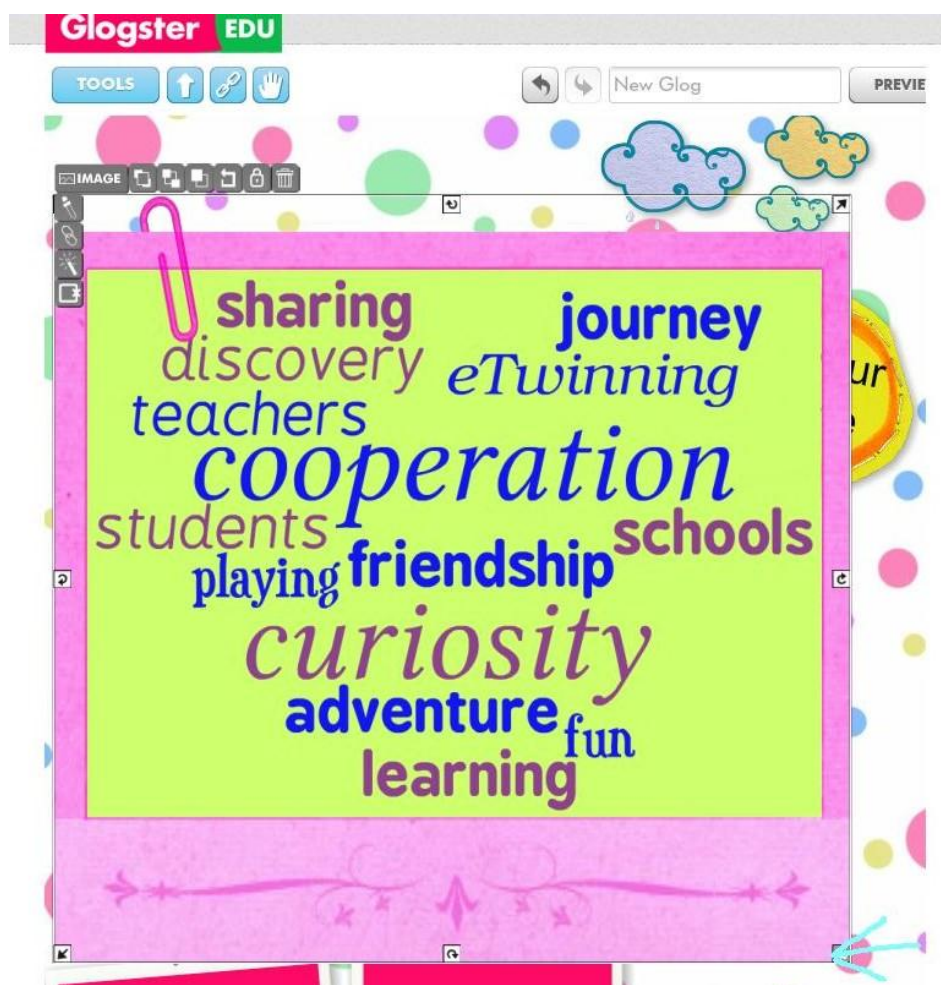 Glogster EDU
TOOLS
New Glog
PREVIE
IMAGE
sharing
journey
discovery
eTwinning
teachers
cooperation
students
schools
playing
friendship
curiosity
adventure
fun
learning
ur
e